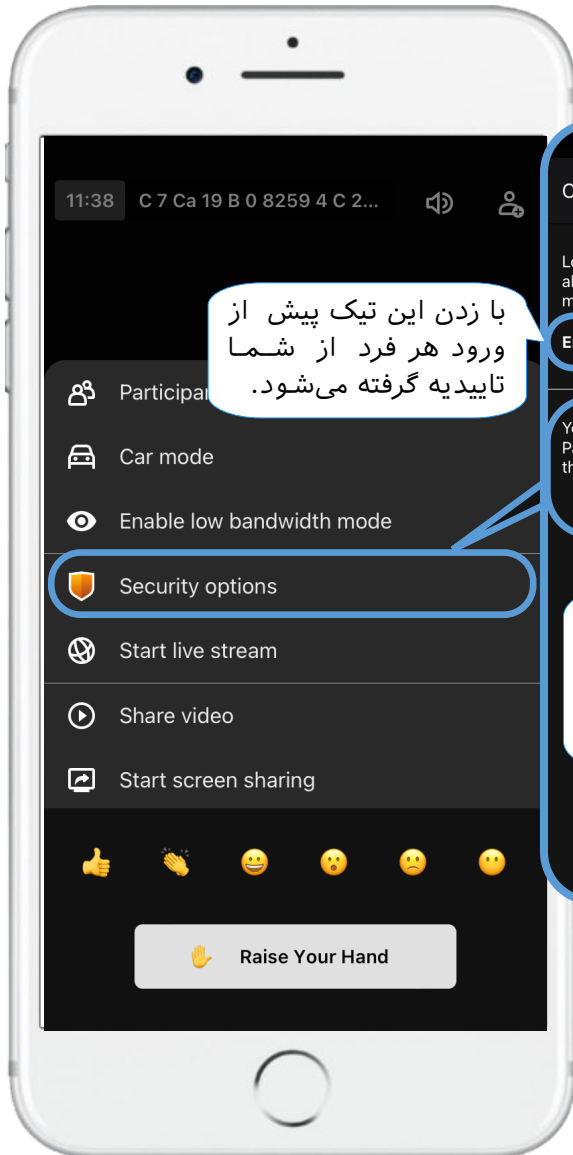 11:38 C 7 Ca 19 B 0 8259 4 C 2...
با زدن این تیک پیش از
ورود هر فرد از شما
تاییدیه گرفته می‌شود.
Car mode
Enable low bandwidth mode
Security options
Start live stream
Share video
Start screen sharing
Raise Your Hand